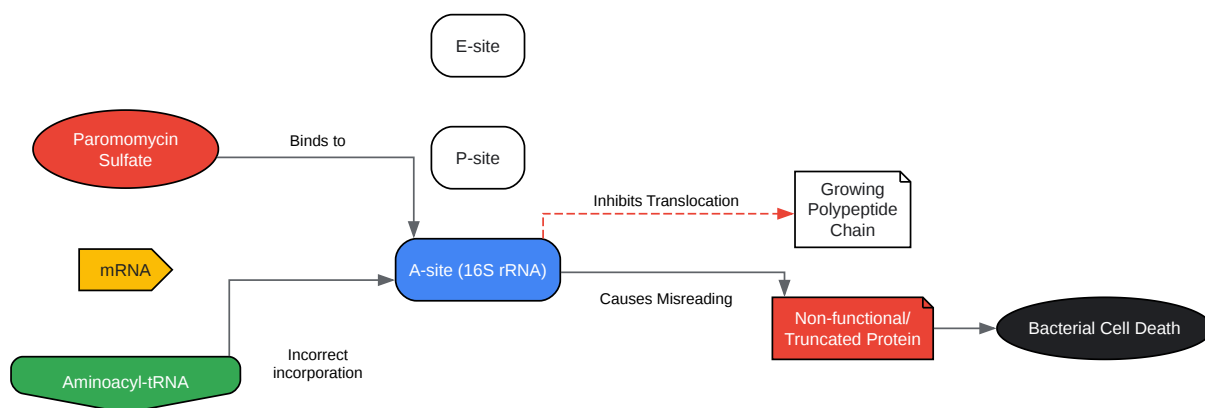 E-site
Paromomycin
Sulfate
Binds to
P-site
Inhibits Translocation
Growing
Polypeptide
Chain
mRNA
A-site (16S rRNA)
Causes Misreading
Non-functional/
Truncated Protein
Bacterial Cell Death
Incorrect
incorporation
Aminoacyl-tRNA